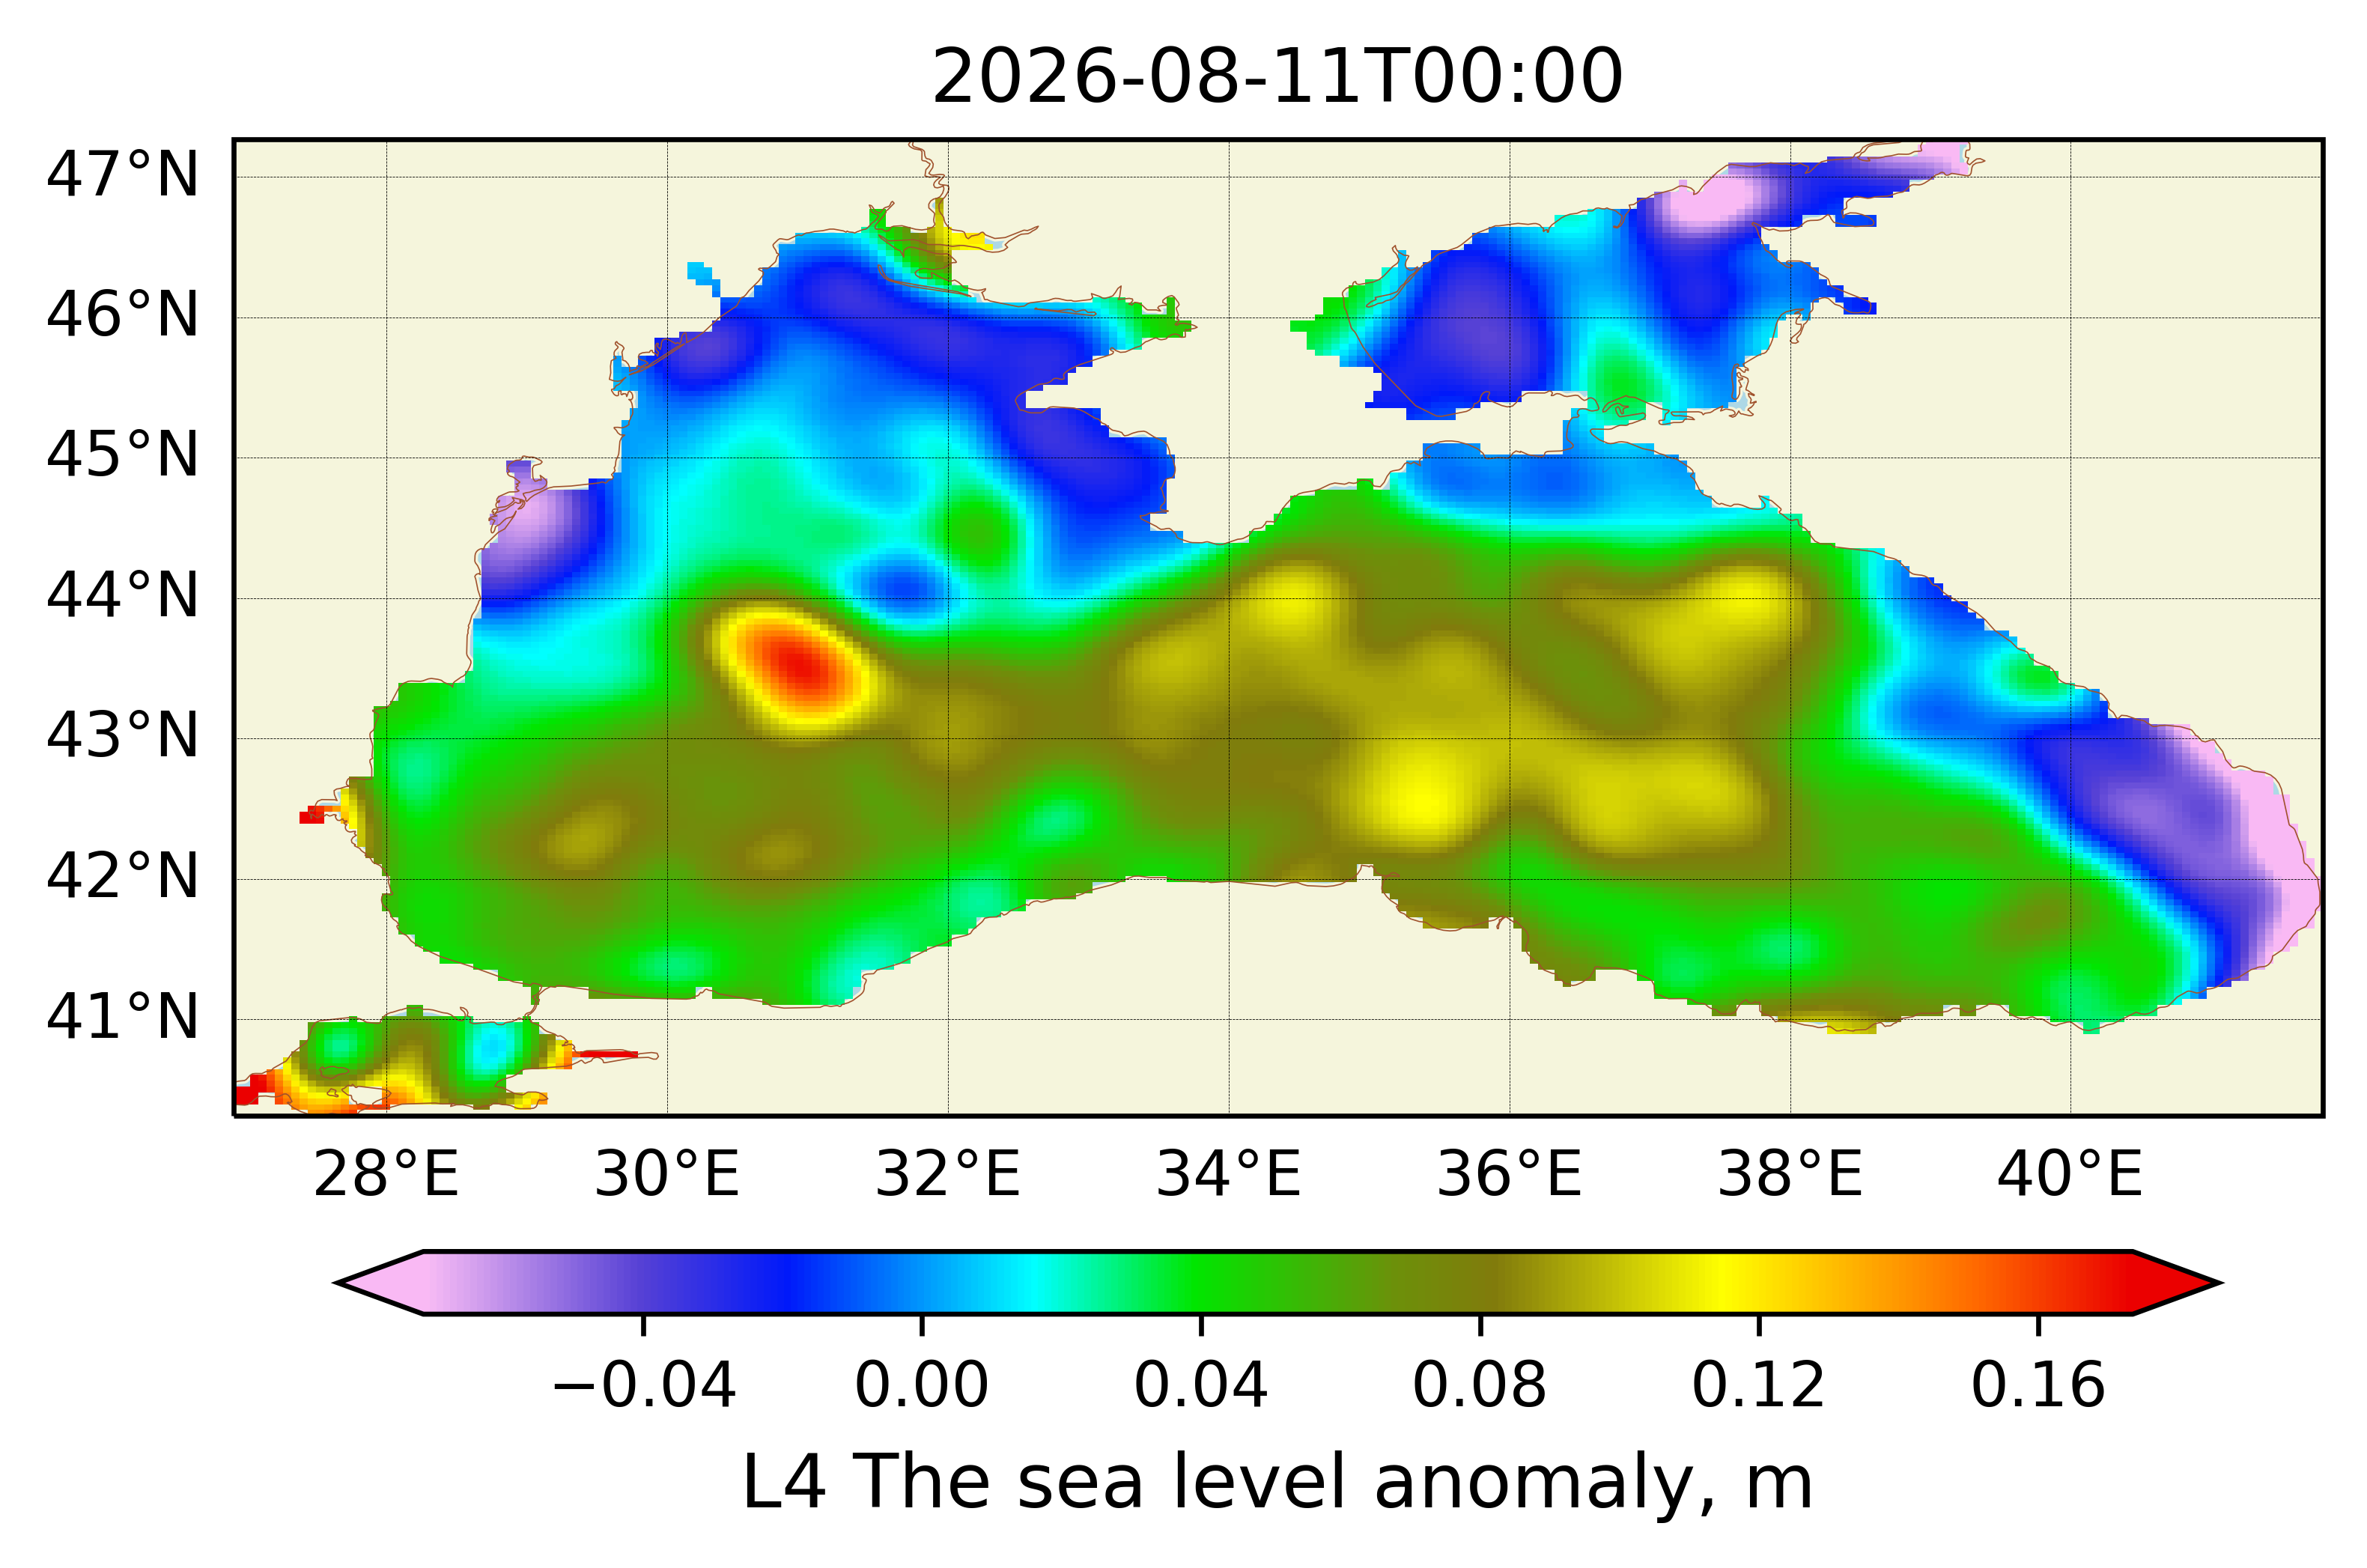 2026-08-11T00:00
47°N
46°N
45°N
44°N
43°N
42°N
41°N
28°E 30°E 32°E 34°E 36°E 38°E 40°E
−0.04 0.00 0.04 0.08 0.12 0.16
L4 The sea level anomaly, m